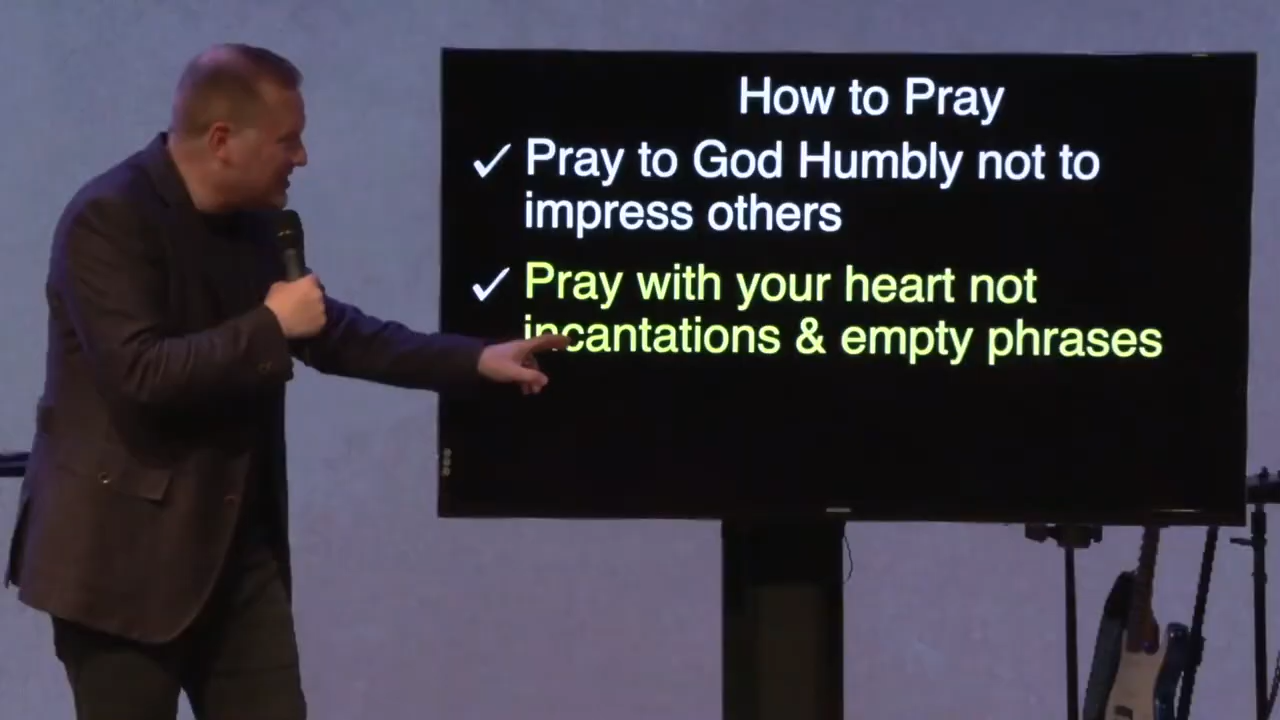 How to Pray
✓ Pray to God Humbly not to
impress others
✓ Pray with your heart not
incantations & empty phrases